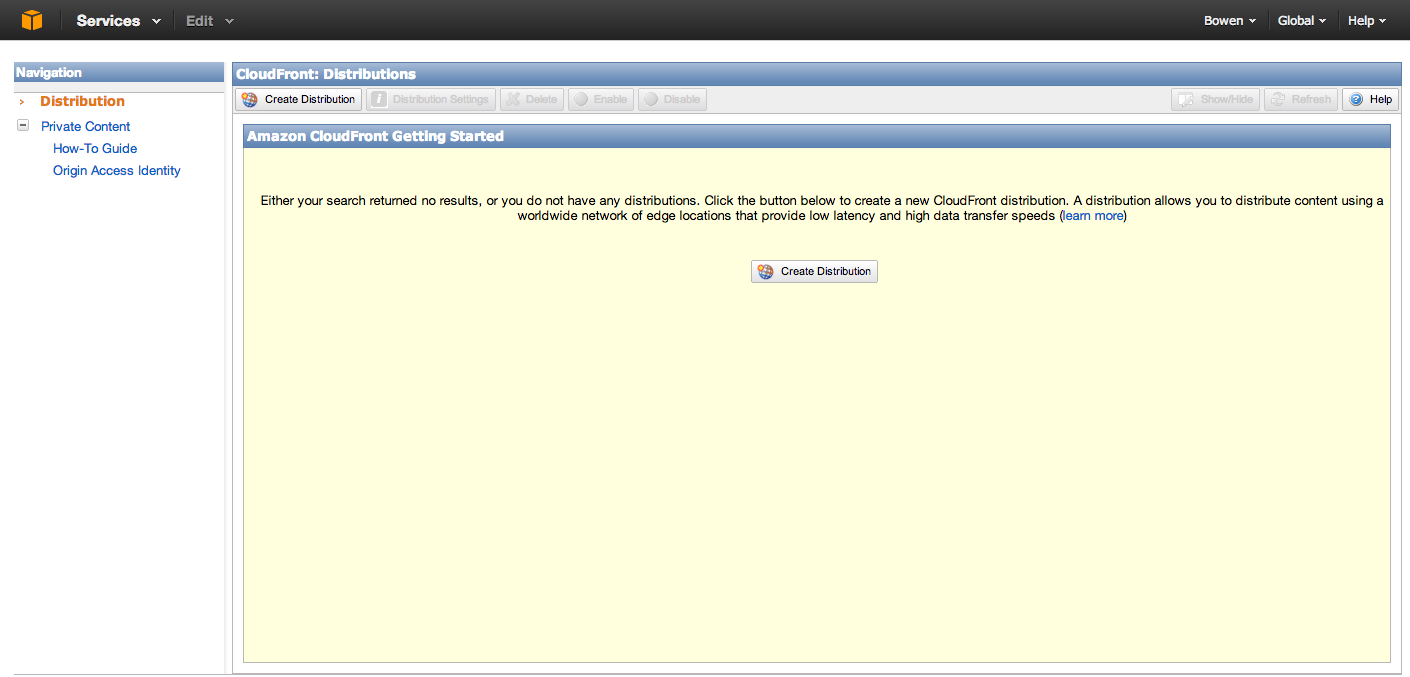 Services Edit Bowen Global Help
Navigation
Distribution
Private Content
How-To Guide
Origin Access Identity
CloudFront: Distributions
Create Distribution Distribution Settings Delete Enable Disable Show/Hide Refresh Help
Amazon CloudFront Getting Started
Either your search returned no results, or you do not have any distributions. Click the button below to create a new CloudFront distribution. A distribution allows you to distribute content using a
worldwide network of edge locations that provide low latency and high data transfer speeds (learn more)
Create Distribution